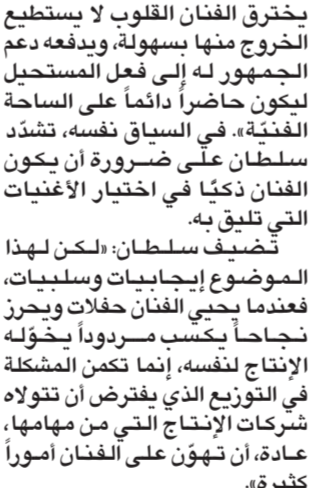 يخترق الفنان القلوب لا يستطيع
الخروج منها بسهولة، ويدفعه دعم
الجمهور له إلى فعل المستحيل
ليكون حاضراً دائماً على الساحة
الفنيّة». في السياق نفسه، تشدّد
سلطان على ضرورة أن يكون
الفنان ذكيًا في اختيار الأغنيات
التي تليق به.
تضيف سلطان: «لكن لهذا
الموضوع إيجابيات وسلبيات،
فعندما يحيي الفنان حفلات ويحرز
نجاحاً يكسب مردوداً يخوّله
الإنتاج لنفسه، إنما تكمن المشكلة
في التوزيع الذي يفترض أن تتولاه
شركات الإنتاج التي من مهامها،
عادة، أن تهوّن على الفنان أموراً
كثيرة».